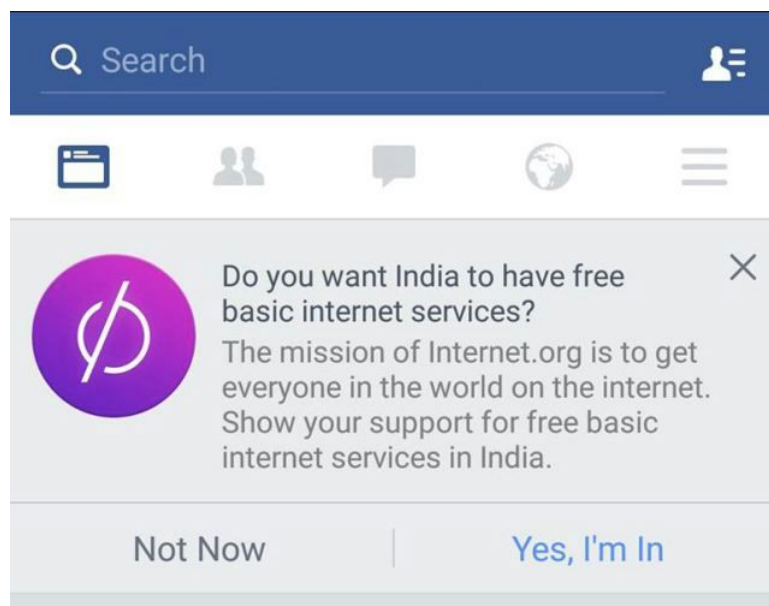 Search
Do you want India to have free
basic internet services?
The mission of Internet.org is to get
everyone in the world on the internet.
Show your support for free basic
internet services in India.
Not Now
Yes, I'm In